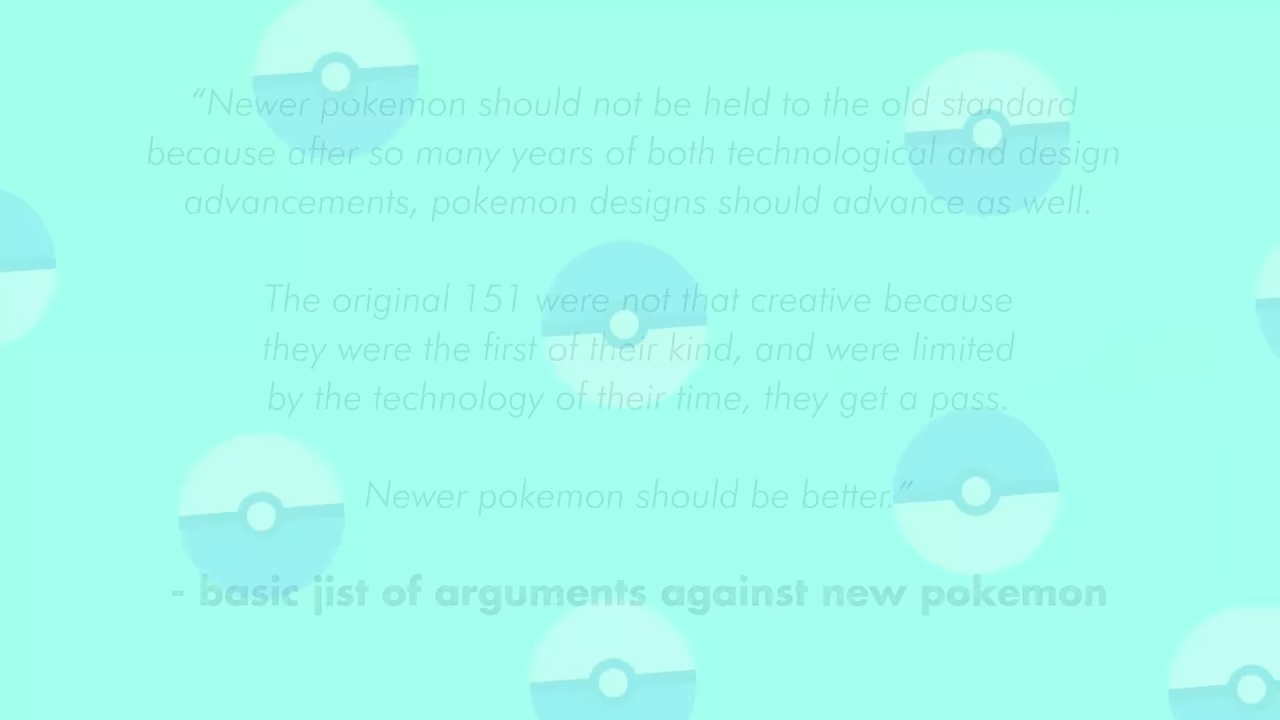 “Newer pokemon should not be held to the old standard
because after so many years of both technological and design
advancements, pokemon designs should advance as well.
The original 151 were not that creative because
they were the first of their kind, and were limited
by the technology of their time, they get a pass.
Newer pokemon should be better.”
- basic jist of arguments against new pokemon